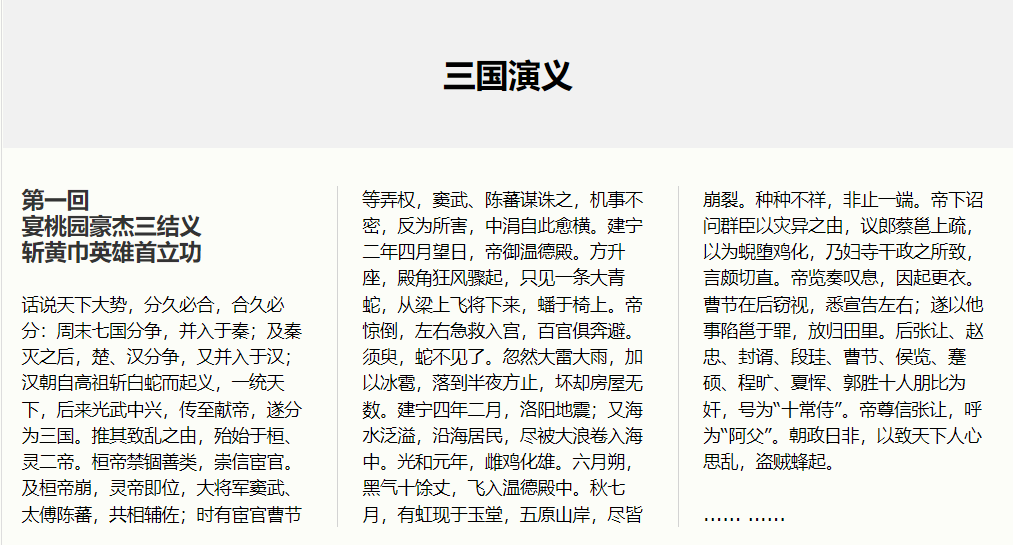 三国演义
第一回
宴桃园豪杰三结义
斩黄巾英雄首立功
话说天下大势，分久必合，合久必
分：周末七国分争，并入于秦；及秦
灭之后，楚、汉分争，又并入于汉；
汉朝自高祖斩白蛇而起义，一统天
下，后来光武中兴，传至献帝，遂分
为三国。推其致乱之由，殆始于桓、
灵二帝。桓帝禁锢善类，崇信宦官。
及桓帝崩，灵帝即位，大将军窦武、
太傅陈蕃，共相辅佐；时有宦官曹节
等弄权，窦武、陈蕃谋诛之，机事不
密，反为所害，中涓自此愈横。建宁
二年四月望日，帝御温德殿。方升
座，殿角狂风骤起，只见一条大青
蛇，从梁上飞将下来，蟠于椅上。帝
惊倒，左右急救入宫，百官俱奔避。
须臾，蛇不见了。忽然大雷大雨，加
以冰雹，落到半夜方止，坏却房屋无
数。建宁四年二月，洛阳地震；又海
水泛溢，沿海居民，尽被大浪卷入海
中。光和元年，雌鸡化雄。六月朔，
黑气十馀丈，飞入温德殿中。秋七
月，有虹现于玉堂，五原山岸，尽皆
崩裂。种种不祥，非止一端。帝下诏
问群臣以灾异之由，议郎蔡邕上疏，
以为蜺堕鸡化，乃妇寺干政之所致，
言颇切直。帝览奏叹息，因起更衣。
曹节在后窃视，悉宣告左右；遂以他
事陷邕于罪，放归田里。后张让、赵
忠、封谞、段珪、曹节、侯览、蹇
硕、程旷、夏恽、郭胜十人朋比为
奸，号为“十常侍”。帝尊信张让，呼
为“阿父”。朝政日非，以致天下人心
思乱，盗贼蜂起。
…… ……